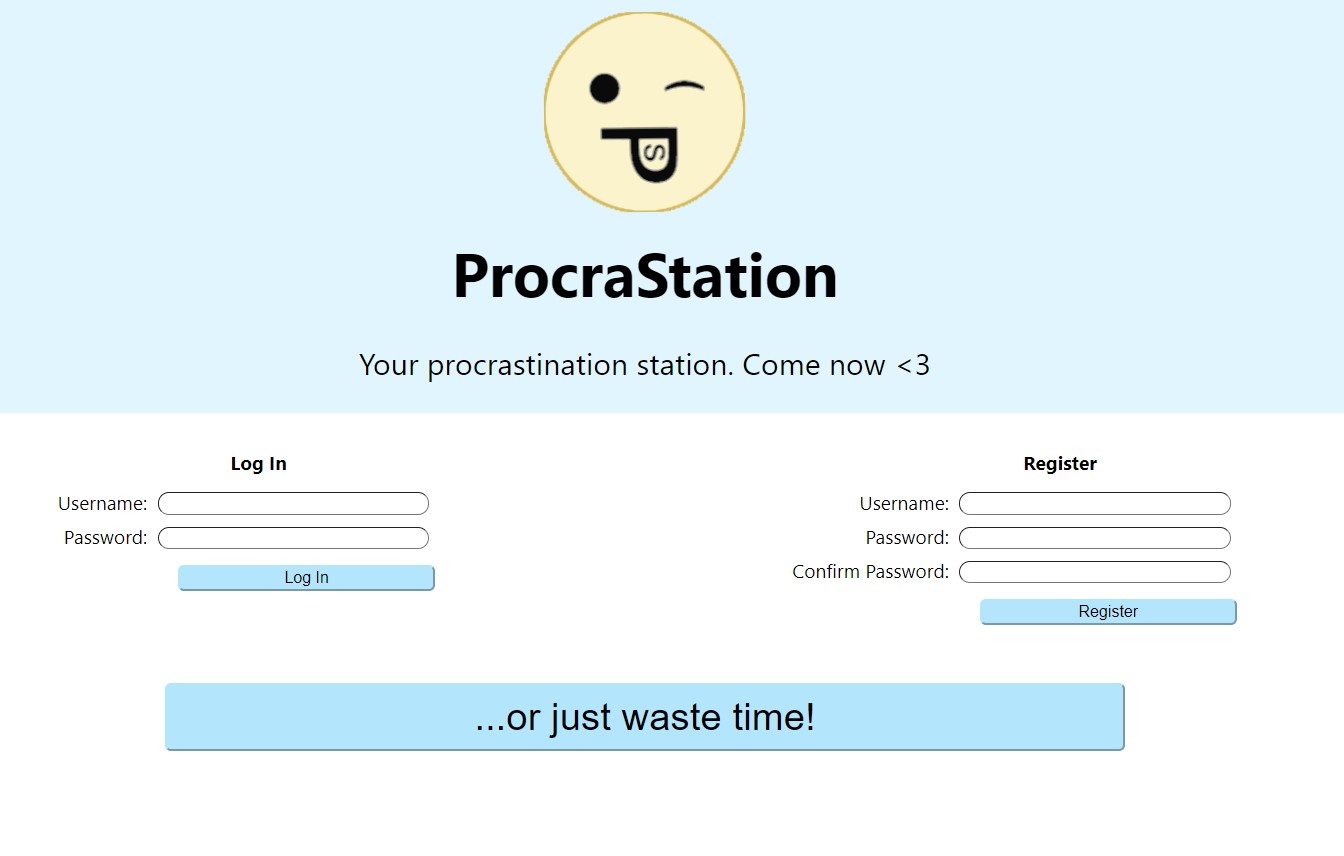 P
S
ProcraStation
Your procrastination station. Come now <3
Log In
Username:
Password:
Log In
Register
Username:
Password:
Confirm Password:
Register
...or just waste time!